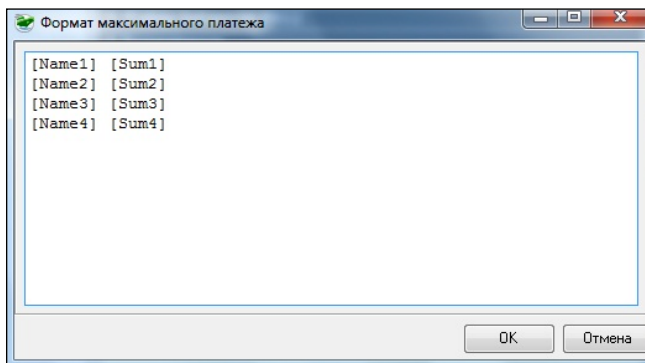 Формат максимального платежа
[Name1] [Sum1]
[Name2] [Sum2]
[Name3] [Sum3]
[Name4] [Sum4]
OK
Отмена